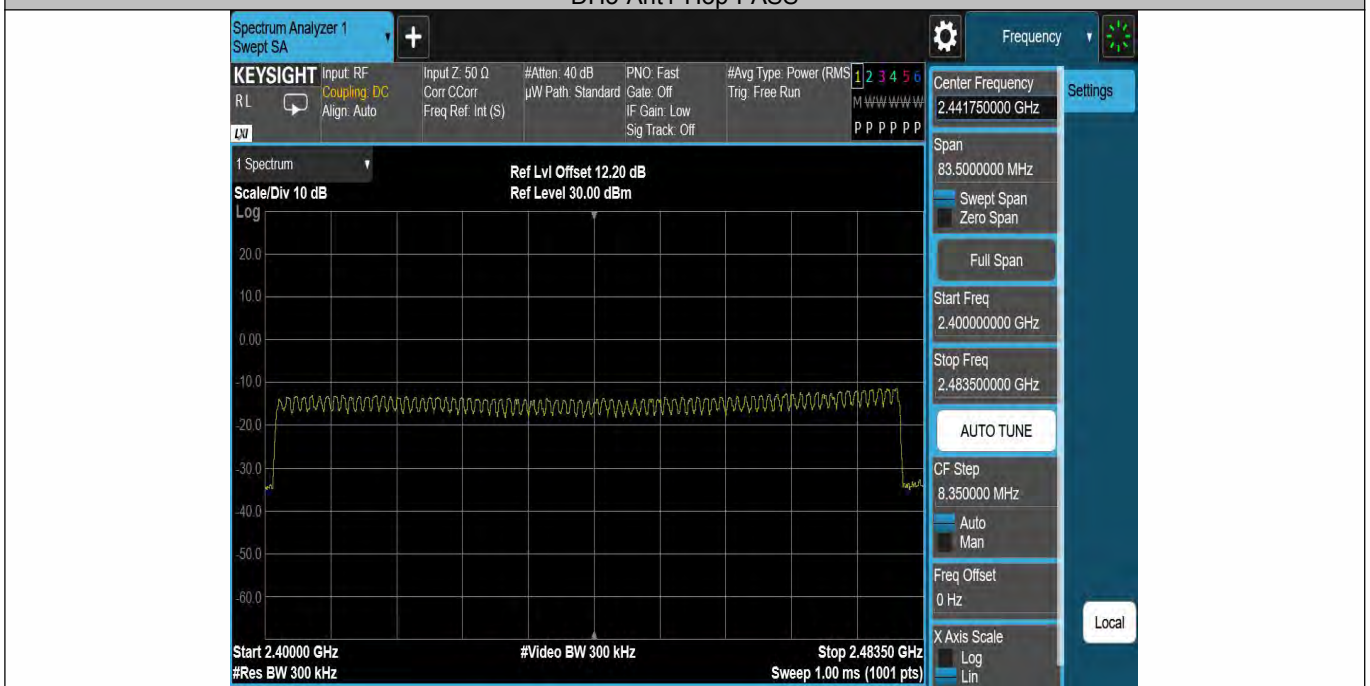 Spectrum Analyzer 1
Swept SA
Frequency
KEYSIGHT
RL
LXI
Input: RF
Coupling: DC
Align: Auto
Input Z: 50 Ω
Corr CCorr
Freq Ref: Int (S)
#Atten: 40 dB
µW Path: Standard
PNO: Fast
Gate: Off
IF Gain: Low
Sig Track: Off
#Avg Type: Power (RMS
Trig: Free Run
1 2 3 4 5 6
M W W W W W
P P P P P P
1 Spectrum
Scale/Div 10 dB
Ref Lvl Offset 12.20 dB
Ref Level 30.00 dBm
Log
20.0
10.0
0.00
-10.0
-20.0
-30.0
-40.0
-50.0
-60.0
Start 2.40000 GHz
#Video BW 300 kHz
Stop 2.48350 GHz
#Res BW 300 kHz
Sweep 1.00 ms (1001 pts)
Center Frequency
2.441750000 GHz
Settings
Span
83.5000000 MHz
Swept Span
Zero Span
Full Span
Start Freq
2.400000000 GHz
Stop Freq
2.483500000 GHz
AUTO TUNE
CF Step
8.350000 MHz
Auto
Man
Freq Offset
0 Hz
X Axis Scale
Log
Lin
Local